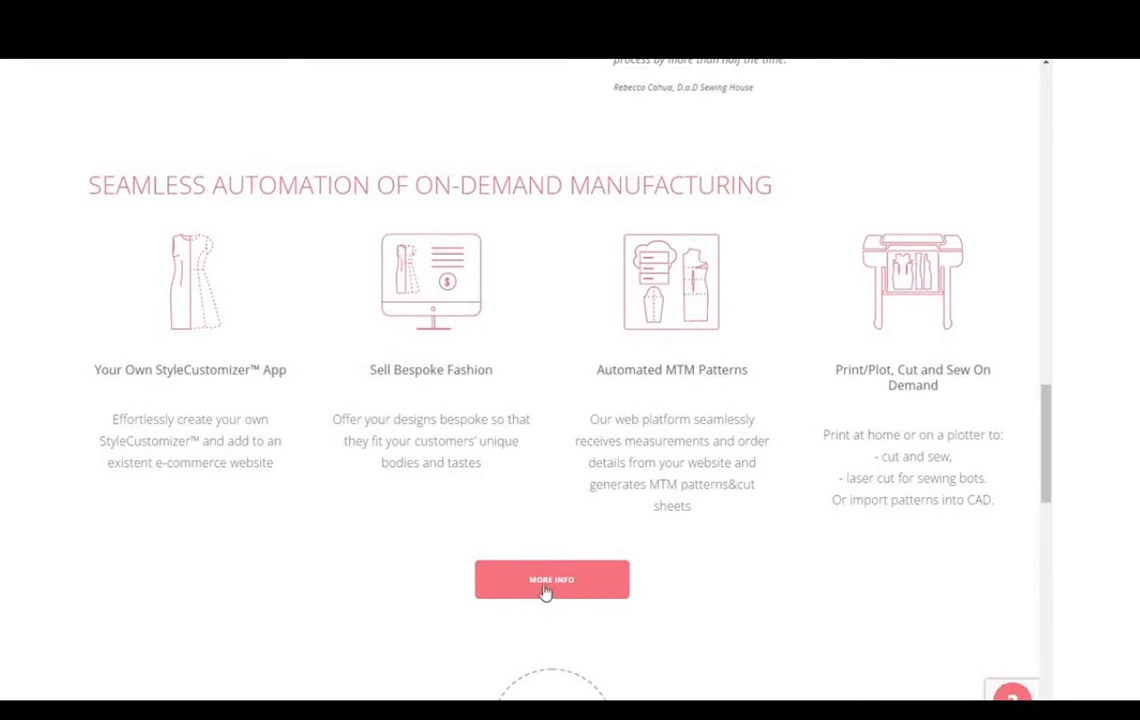 process by more than half the time.
Rebecca Cahua, D.a.D Sewing House
SEAMLESS AUTOMATION OF ON-DEMAND MANUFACTURING
$
Your Own StyleCustomizer™ App
Effortlessly create your own
StyleCustomizer™ and add to an
existent e-commerce website
Sell Bespoke Fashion
Offer your designs bespoke so that
they fit your customers' unique
bodies and tastes
Automated MTM Patterns
Our web platform seamlessly
receives measurements and order
details from your website and
generates MTM patterns&cut
sheets
Print/Plot, Cut and Sew On
Demand
Print at home or on a plotter to:
- cut and sew,
- laser cut for sewing bots.
Or import patterns into CAD.
MORE INFO
?